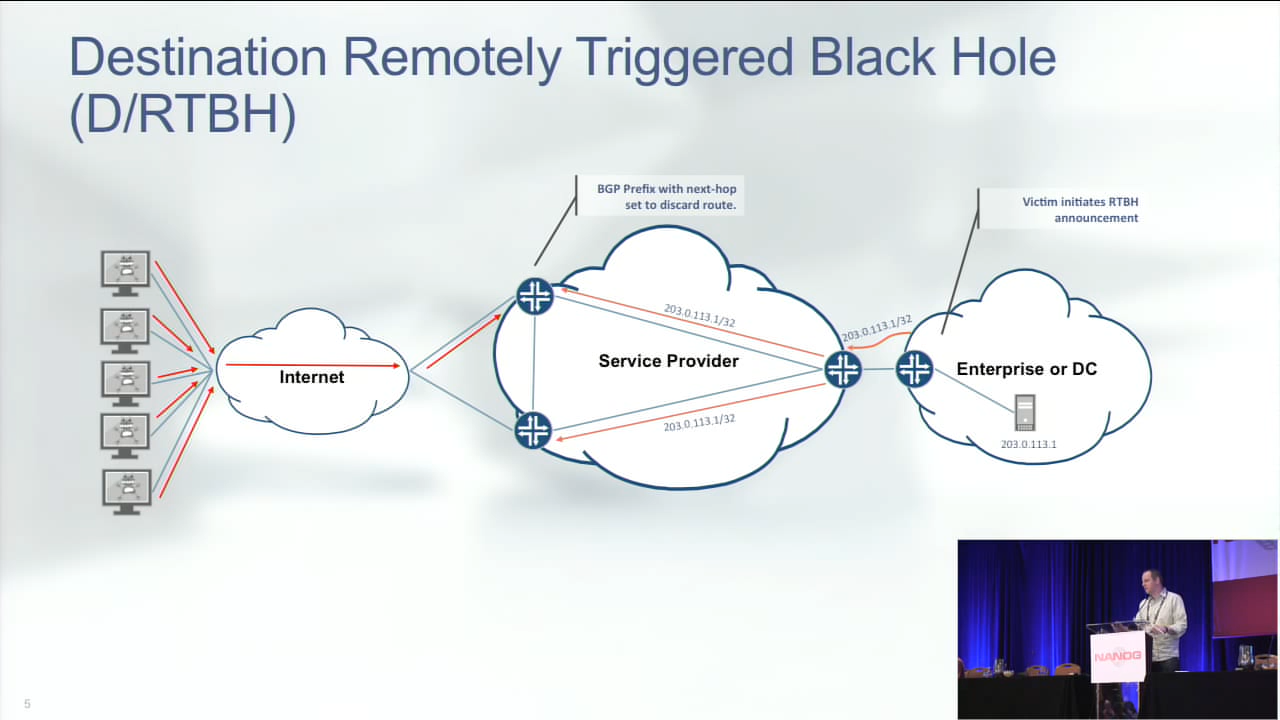 Destination Remotely Triggered Black Hole
(D/RTBH)
BGP Prefix with next-hop
set to discard route.
Victim initiates RTBH
announcement
203.0.113.1/32
203.0.113.1/32
Service Provider
Internet
Enterprise or DC
203.0.113.1/32
203.0.113.1
NANOG
5